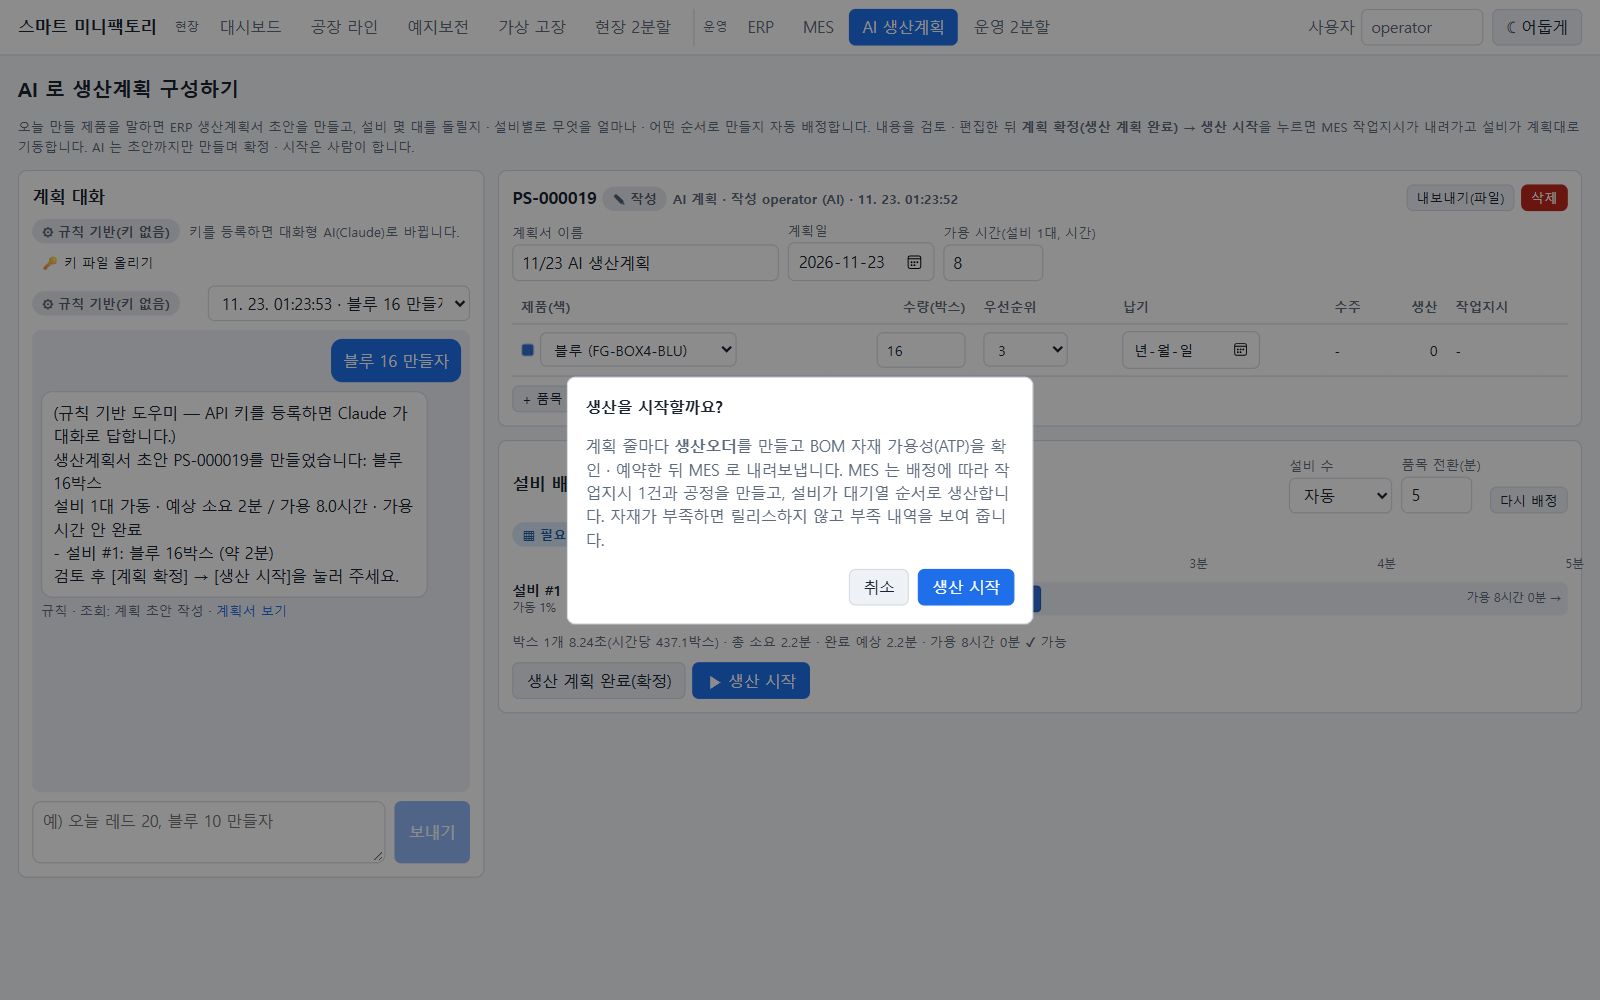 스마트 미니팩토리 현장 대시보드 공장 라인 예지보전 가상 고장 현장 2분할 운영 ERP MES AI 생산계획 운영 2분할 사용자 operator ☾ 어둡게
AI 로 생산계획 구성하기
오늘 만들 제품을 말하면 ERP 생산계획서 초안을 만들고, 설비 몇 대를 돌릴지 · 설비별로 무엇을 얼마나 · 어떤 순서로 만들지 자동 배정합니다. 내용을 검토 · 편집한 뒤 계획 확정(생산 계획 완료) → 생산 시작을 누르면 MES 작업지시가 내려가고 설비가 계획대로
기동합니다. AI 는 초안까지만 만들며 확정 · 시작은 사람이 합니다.
계획 대화
⚙ 규칙 기반(키 없음) 키를 등록하면 대화형 AI(Claude)로 바뀝니다.
🔑 키 파일 올리기
⚙ 규칙 기반(키 없음) 11. 23. 01:23:53 · 블루 16 만들
블루 16 만들자
(규칙 기반 도우미 — API 키를 등록하면 Claude 가
대화로 답합니다.)
생산계획서 초안 PS-000019를 만들었습니다: 블루
16박스
설비 1대 가동 · 예상 소요 2분 / 가용 8.0시간 · 가용
시간 안 완료
- 설비 #1: 블루 16박스 (약 2분)
검토 후 [계획 확정] → [생산 시작]을 눌러 주세요.
규칙 · 조회: 계획 초안 작성 · 계획서 보기
예) 오늘 레드 20, 블루 10 만들자
보내기
PS-000019 ✎ 작성 AI 계획 · 작성 operator (AI) · 11. 23. 01:23:52 내보내기(파일) 삭제
계획서 이름 계획일 가용 시간(설비 1대, 시간)
11/23 AI 생산계획 2026-11-23 8
제품(색) 수량(박스) 우선순위 납기 수주 생산 작업지시
블루 (FG-BOX4-BLU) 16 3 년-월-일 - 0 -
+ 품목
설비 배
설비 수 품목 전환(분)
자동 5 다시 배정
▦ 필요
3분 4분 5분
설비 #1
가동 1%
가용 8시간 0분 →
박스 1개 8.24초(시간당 437.1박스) · 총 소요 2.2분 · 완료 예상 2.2분 · 가용 8시간 0분 ✓ 가능
생산 계획 완료(확정) ▶ 생산 시작
생산을 시작할까요?
계획 줄마다 생산오더를 만들고 BOM 자재 가용성(ATP)을 확
인 · 예약한 뒤 MES 로 내려보냅니다. MES 는 배정에 따라 작
업지시 1건과 공정을 만들고, 설비가 대기열 순서로 생산합니
다. 자재가 부족하면 릴리스하지 않고 부족 내역을 보여 줍니
다.
취소 생산 시작